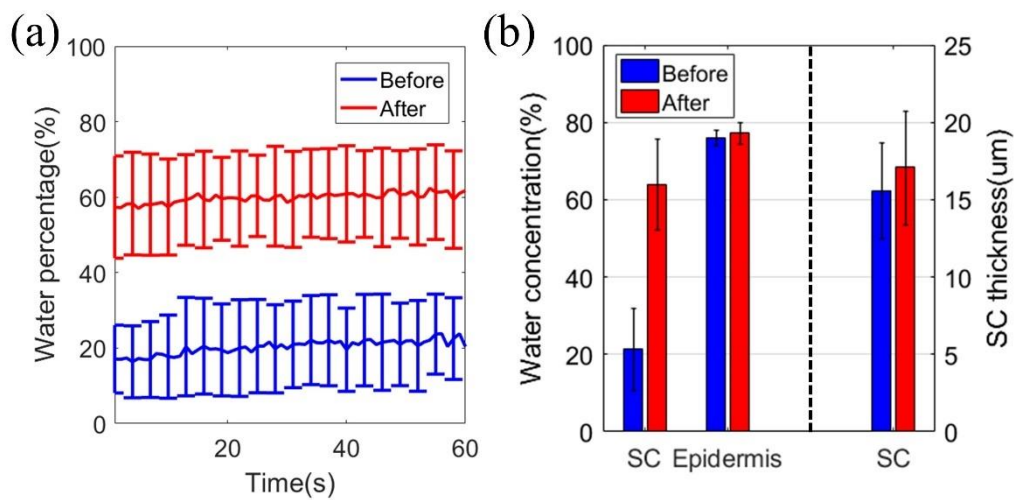 (a)
Water percentage(%)
100
80
60
40
20
0
Before
After
20
40
60
Time(s)
(b)
Water concentration(%)
100
80
60
40
20
0
Before
After
SC Epidermis
SC
25
20
15
10
5
0
SC thickness(um)